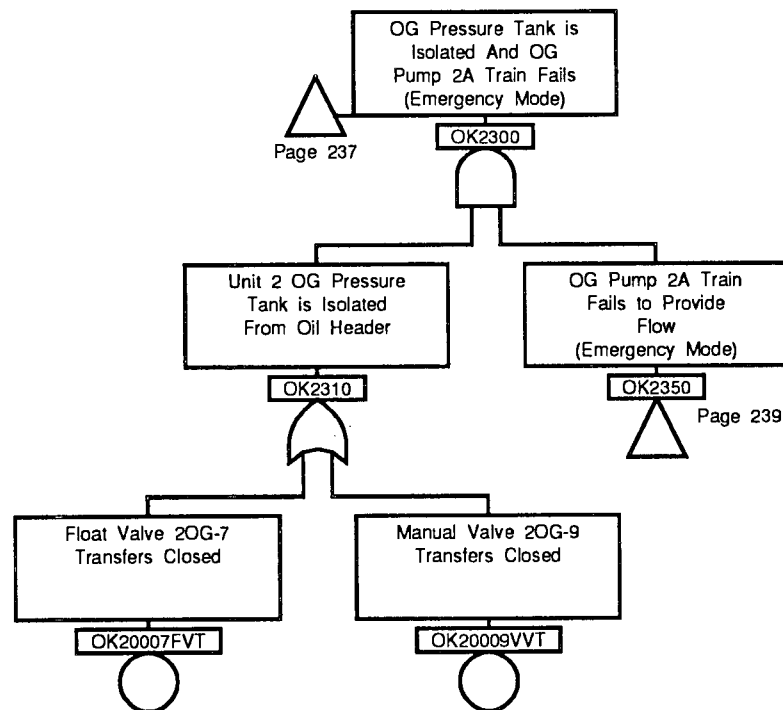 OG Pressure Tank is
Isolated And OG
Pump 2A Train Fails
(Emergency Mode)
OK2300
Page 237
Unit 2 OG Pressure
Tank is Isolated
From Oil Header
OK2310
OG Pump 2A Train
Fails to Provide
Flow
(Emergency Mode)
OK2350
Page 239
Float Valve 2OG-7
Transfers Closed
OK20007FVT
Manual Valve 2OG-9
Transfers Closed
OK20009VVT